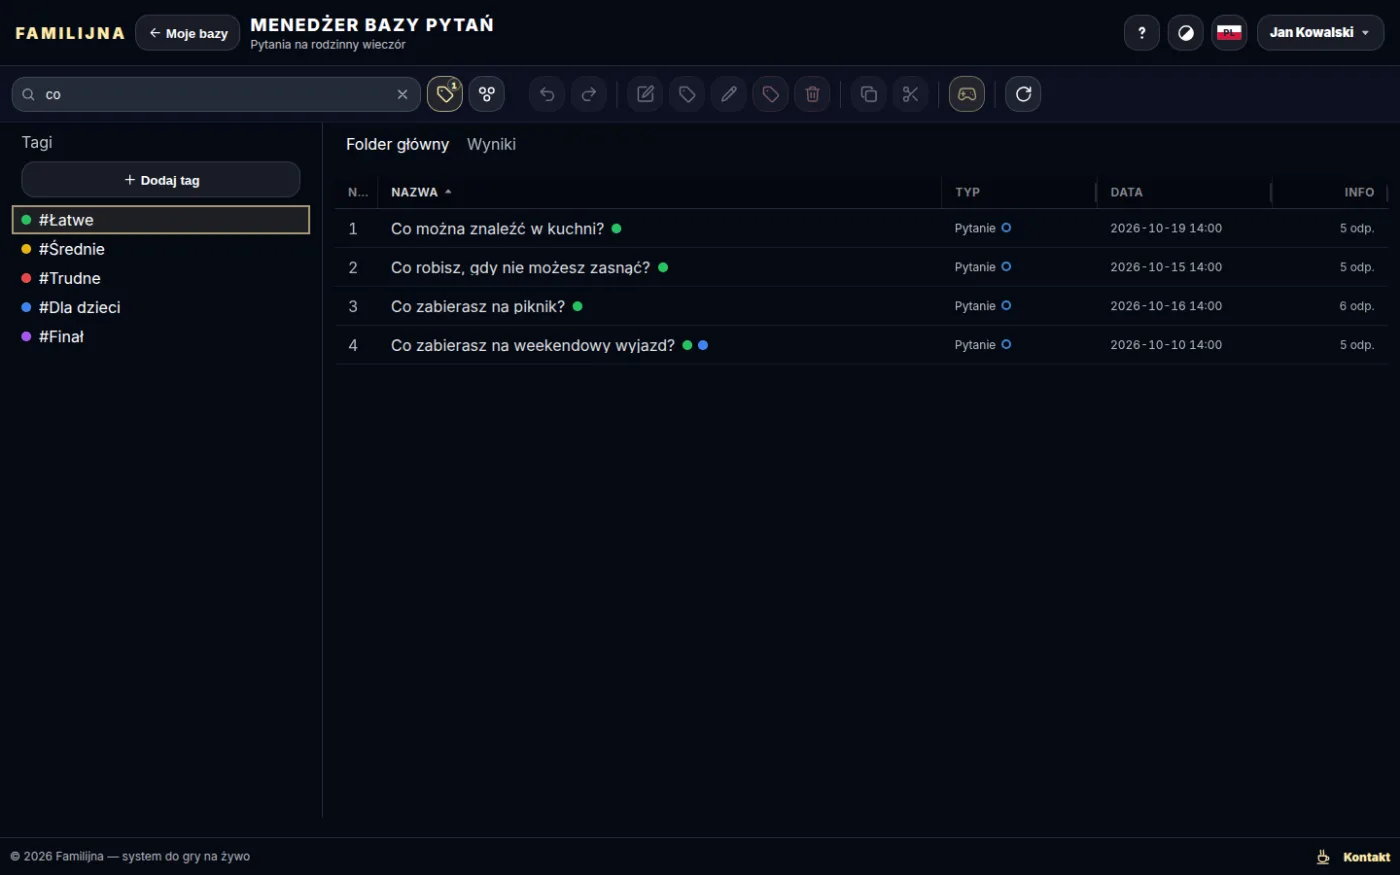 FAMILIJNA
← Moje bazy
MENEDŻER BAZY PYTAŃ
Pytania na rodzinny wieczór
?
PL
Jan Kowalski
co
1
Tagi
+ Dodaj tag
#Łatwe
#Średnie
#Trudne
#Dla dzieci
#Finał
Folder główny Wyniki
N... NAZWA TYP DATA INFO
1 Co można znaleźć w kuchni? Pytanie 2026-10-19 14:00 5 odp.
2 Co robisz, gdy nie możesz zasnąć? Pytanie 2026-10-15 14:00 5 odp.
3 Co zabierasz na piknik? Pytanie 2026-10-16 14:00 6 odp.
4 Co zabierasz na weekendowy wyjazd? Pytanie 2026-10-10 14:00 5 odp.
© 2026 Familijna — system do gry na żywo
Kontakt